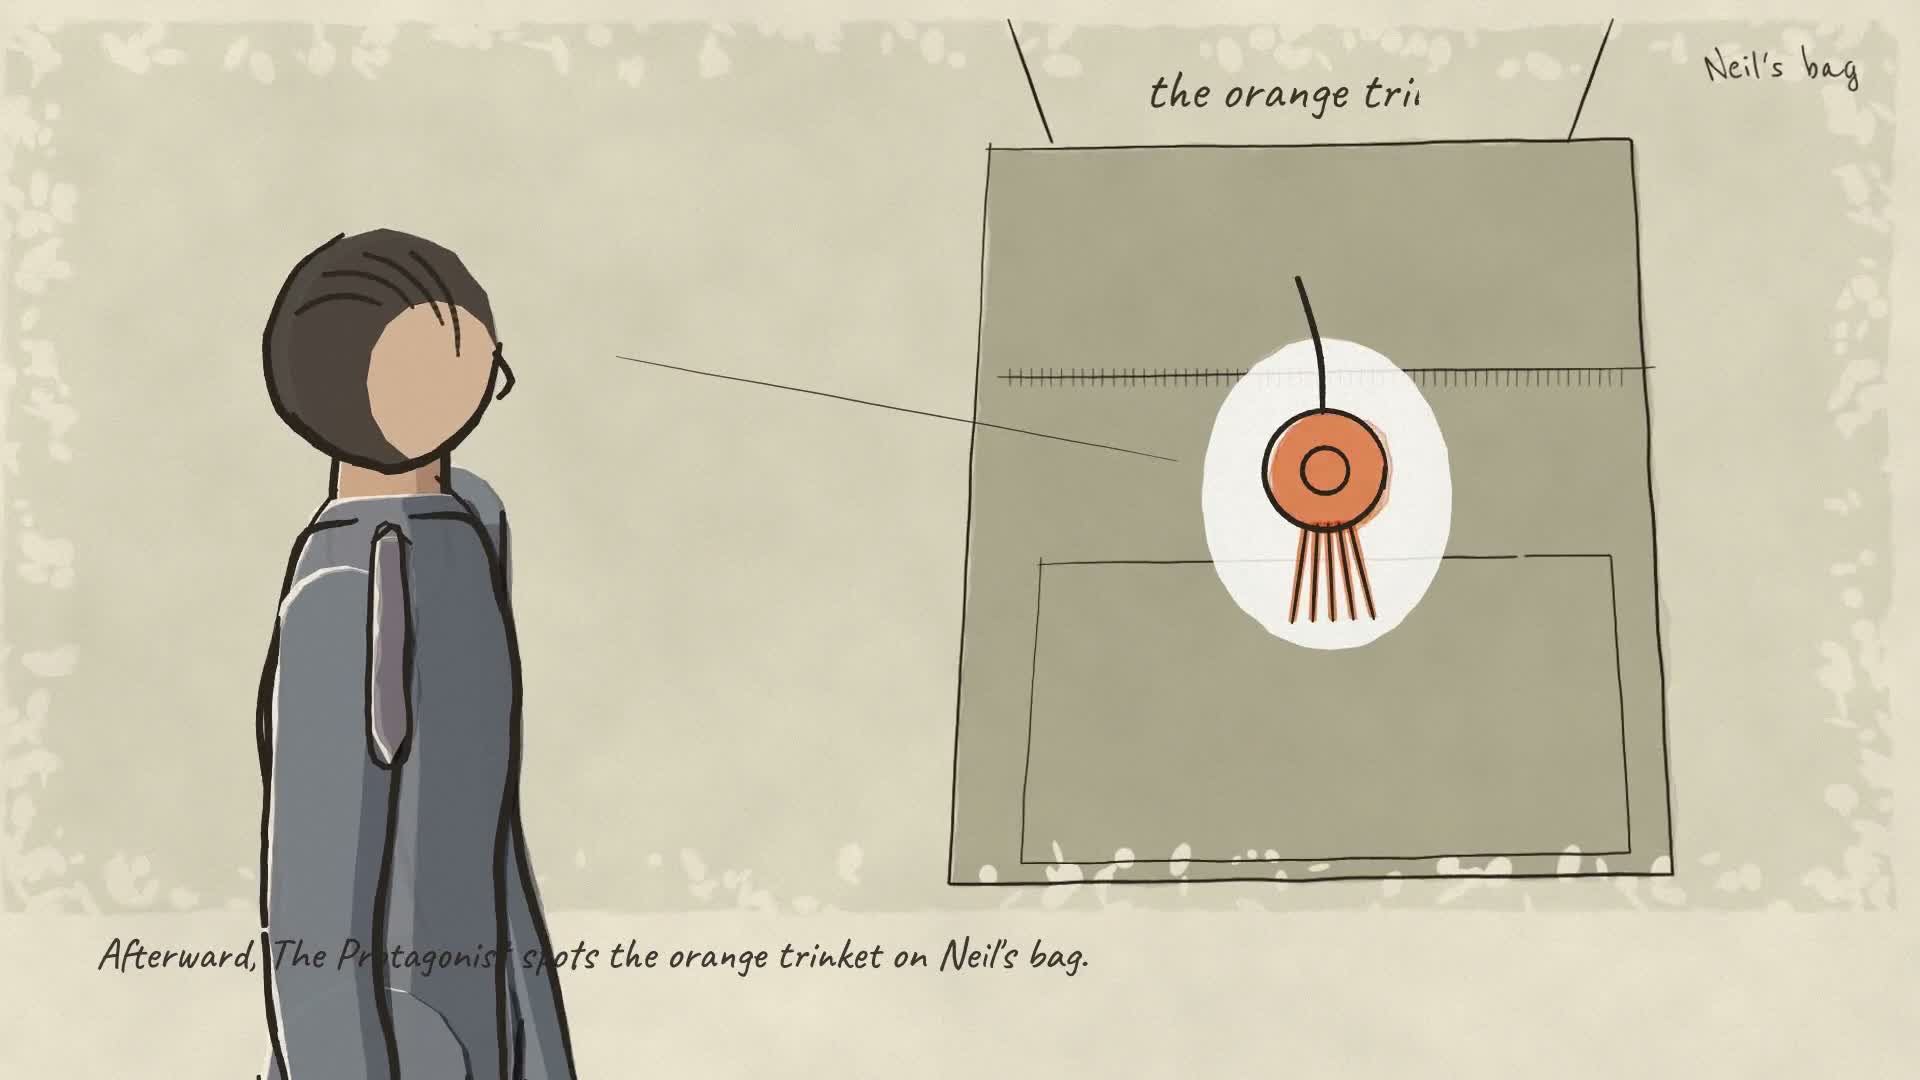 Neil's bag
the orange tri
Afterward, The Protagonist spots the orange trinket on Neil's bag.